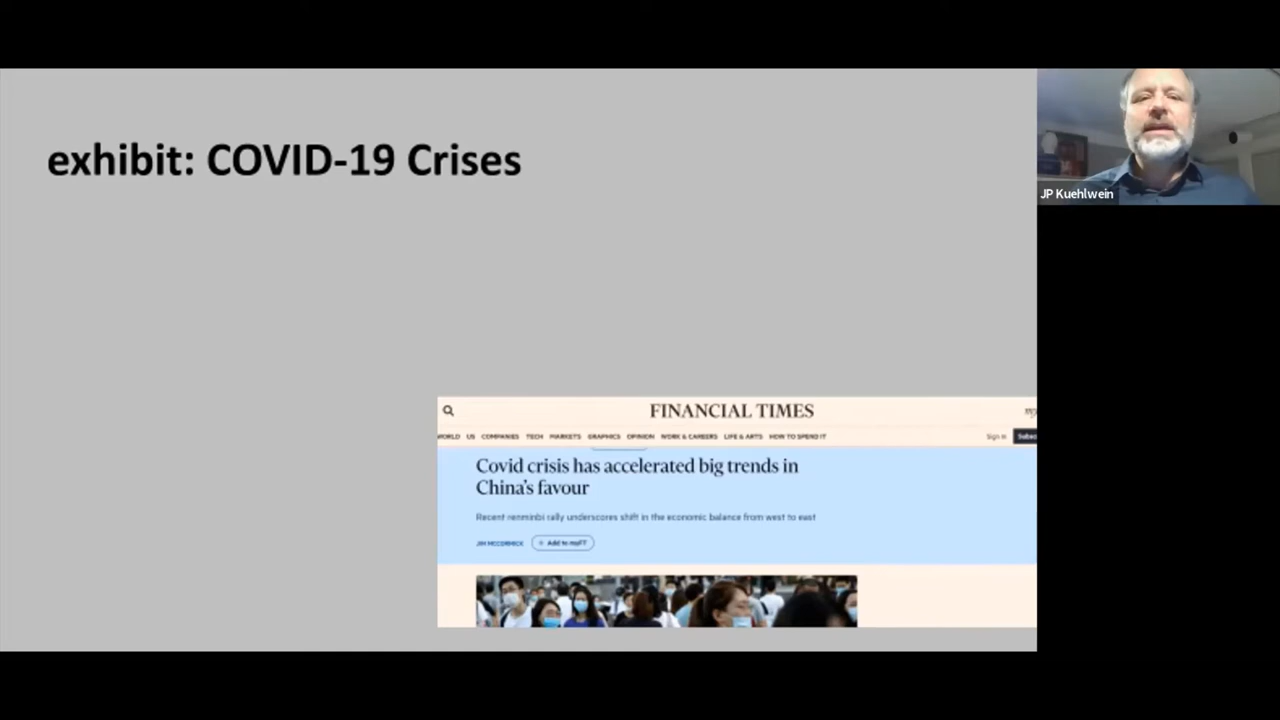 exhibit: COVID-19 Crises
JP Kuehlwein
FINANCIAL TIMES
WORLD US COMPANIES TECH MARKETS GRAPHICS OPINION WORK & CAREERS LIFE & ARTS HOW TO SPEND IT
Sign In
Covid crisis has accelerated big trends in
China's favour
Recent renminbi rally underscores shift in the economic balance from west to east
JIM MCCORMICK + Add to myFT